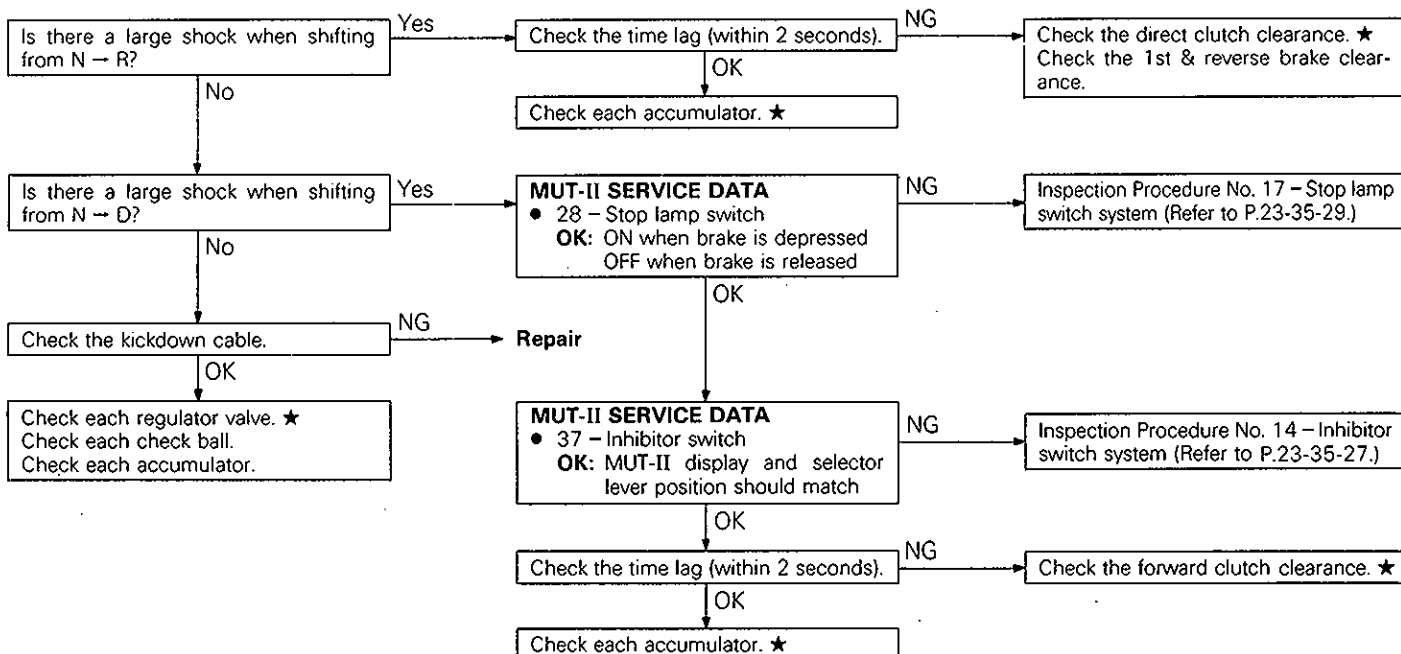 Is there a large shock when shifting
from N → R?
Yes
Check the time lag (within 2 seconds).
NG
Check the direct clutch clearance. ★
Check the 1st & reverse brake clear-
ance.
No
OK
Check each accumulator. ★
Is there a large shock when shifting
from N → D?
Yes
MUT-II SERVICE DATA
● 28 – Stop lamp switch
OK: ON when brake is depressed
OFF when brake is released
NG
Inspection Procedure No. 17 – Stop lamp
switch system (Refer to P.23-35-29.)
No
OK
Check the kickdown cable.
NG
Repair
OK
Check each regulator valve. ★
Check each check ball.
Check each accumulator.
MUT-II SERVICE DATA
● 37 – Inhibitor switch
OK: MUT-II display and selector
lever position should match
NG
Inspection Procedure No. 14 – Inhibitor
switch system (Refer to P.23-35-27.)
OK
Check the time lag (within 2 seconds).
NG
Check the forward clutch clearance. ★
OK
Check each accumulator. ★